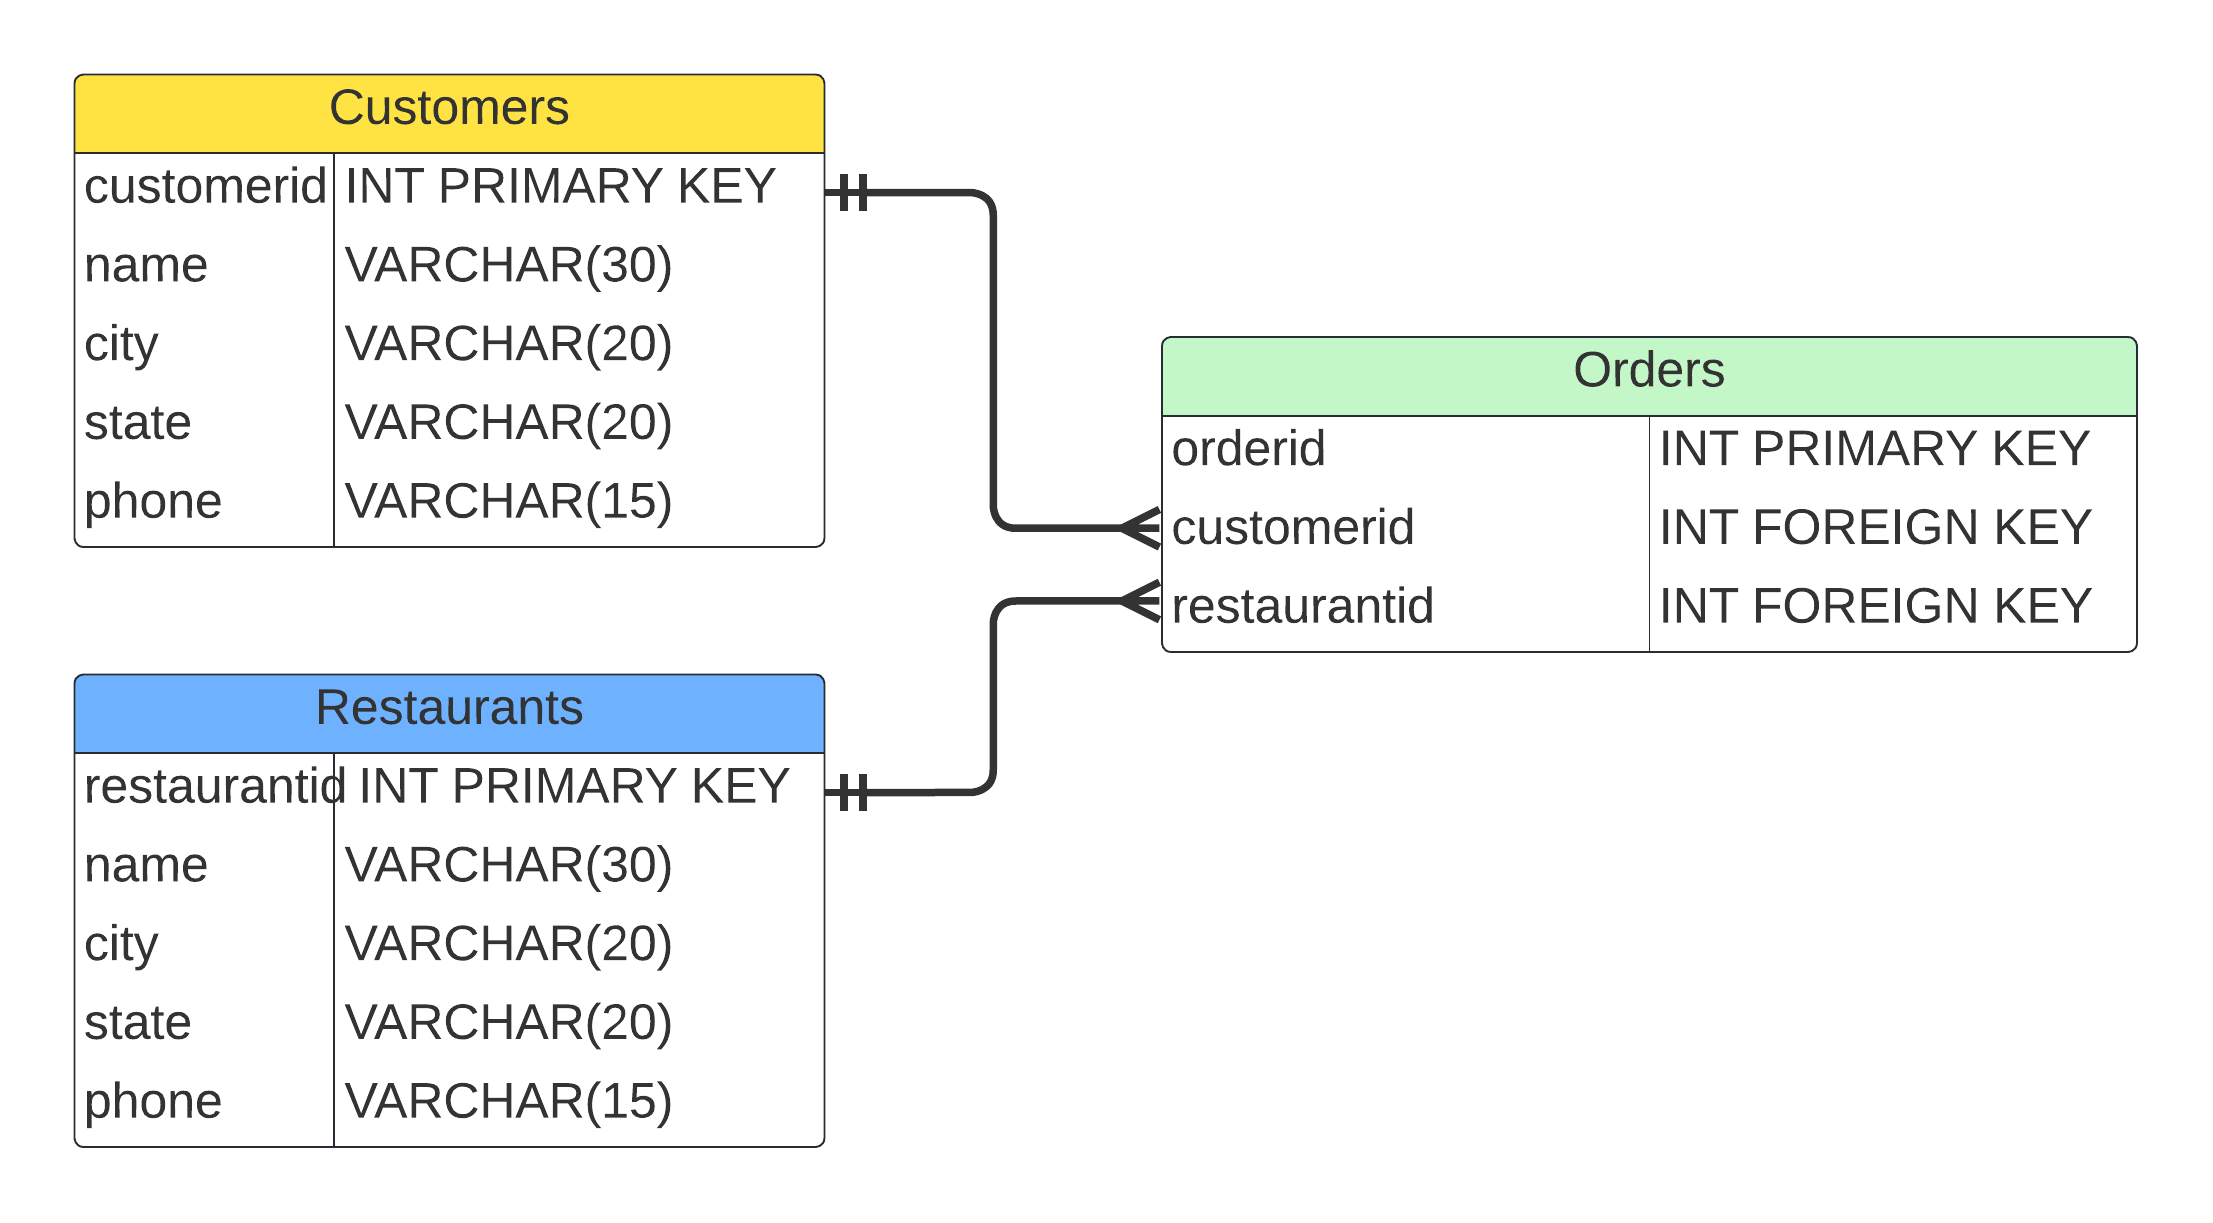 Customers
customerid INT PRIMARY KEY
name VARCHAR(30)
city VARCHAR(20)
state VARCHAR(20)
phone VARCHAR(15)
Orders
orderid INT PRIMARY KEY
customerid INT FOREIGN KEY
restaurantid INT FOREIGN KEY
Restaurants
restaurantid INT PRIMARY KEY
name VARCHAR(30)
city VARCHAR(20)
state VARCHAR(20)
phone VARCHAR(15)